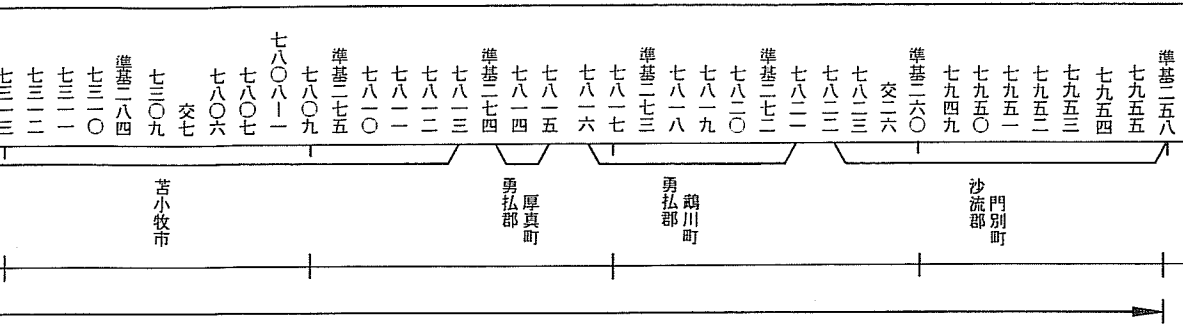 七三一三
七三一二
七三一一
七三一〇
準基二八四
七三〇九
交七
七八〇六
七八〇七
七八〇八―一
七八〇九
準基二七五
七八一〇
七八一一
七八一二
七八一三
準基二七四
七八一四
七八一五
七八一六
七八一七
準基二七三
七八一八
七八一九
七八二〇
準基二七二
七八二一
七八二二
七八二三
交二六
準基二六〇
七九四九
七九五〇
七九五一
七九五二
七九五三
七九五四
七九五五
準基二五八
苫小牧市
勇払郡
厚真町
勇払郡
鵡川町
沙流郡
門別町